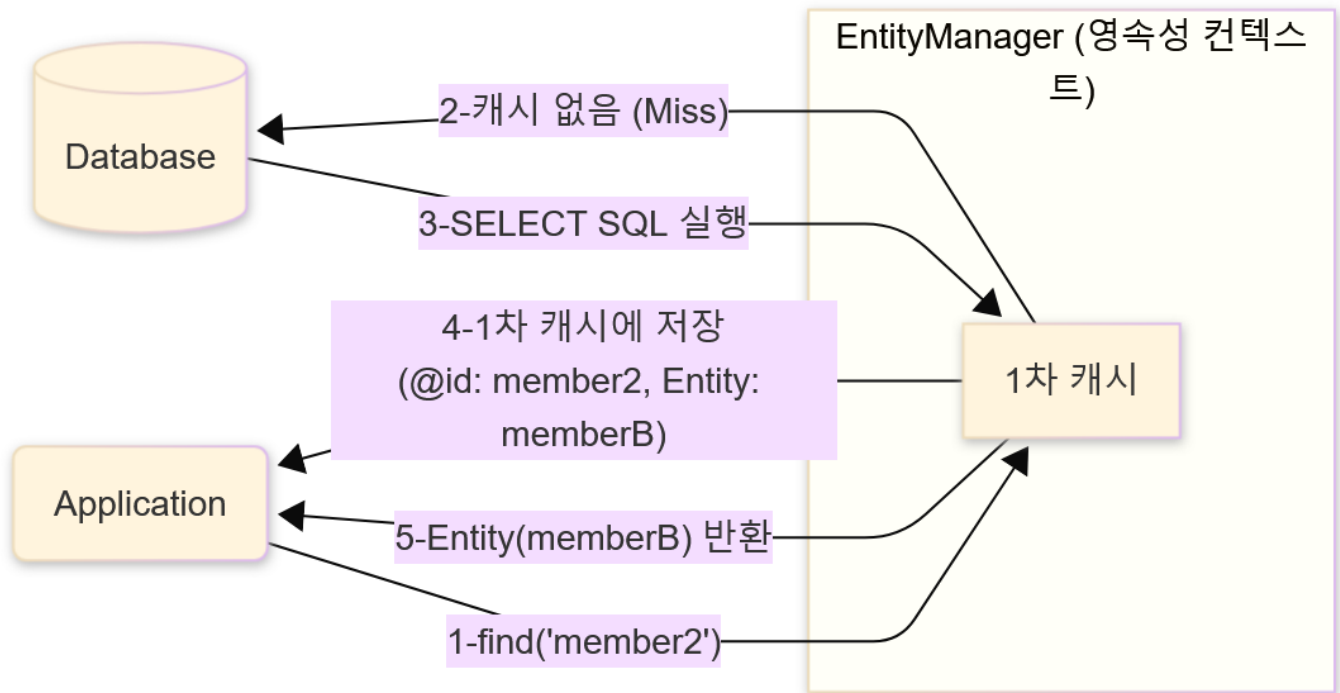 EntityManager (영속성 컨텍스
트)
2-캐시 없음 (Miss)
Database
3-SELECT SQL 실행
4-1차 캐시에 저장
(@id: member2, Entity:
memberB)
1차 캐시
Application
5-Entity(memberB) 반환
1-find('member2')